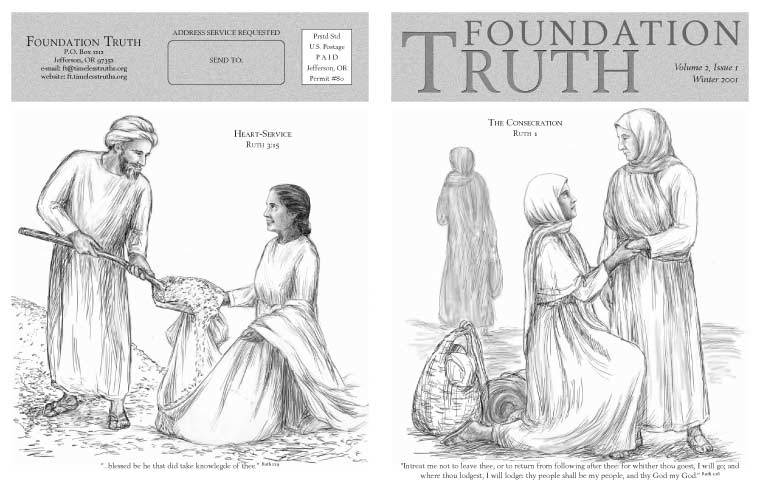 FOUNDATION TRUTH
P.O. Box 1212
Jefferson, OR 97352
e-mail: ft@timelesstruths.org
website: ft.timelesstruths.org
ADDRESS SERVICE REQUESTED
SEND TO:
Prstd Std
U.S. Postage
P A I D
Jefferson, OR
Permit #80
HEART-SERVICE
RUTH 3:15
"...blessed be he that did take knowlegde of thee." Ruth 2:19
FOUNDATION
TRUTH
Volume 2, Issue 1
Winter 2001
THE CONSECRATION
RUTH 1
"Intreat me not to leave thee, or to return from following after thee: for whither thou goest, I will go; and
where thou lodgest, I will lodge: thy people shall be my people, and thy God my God." Ruth 1:16